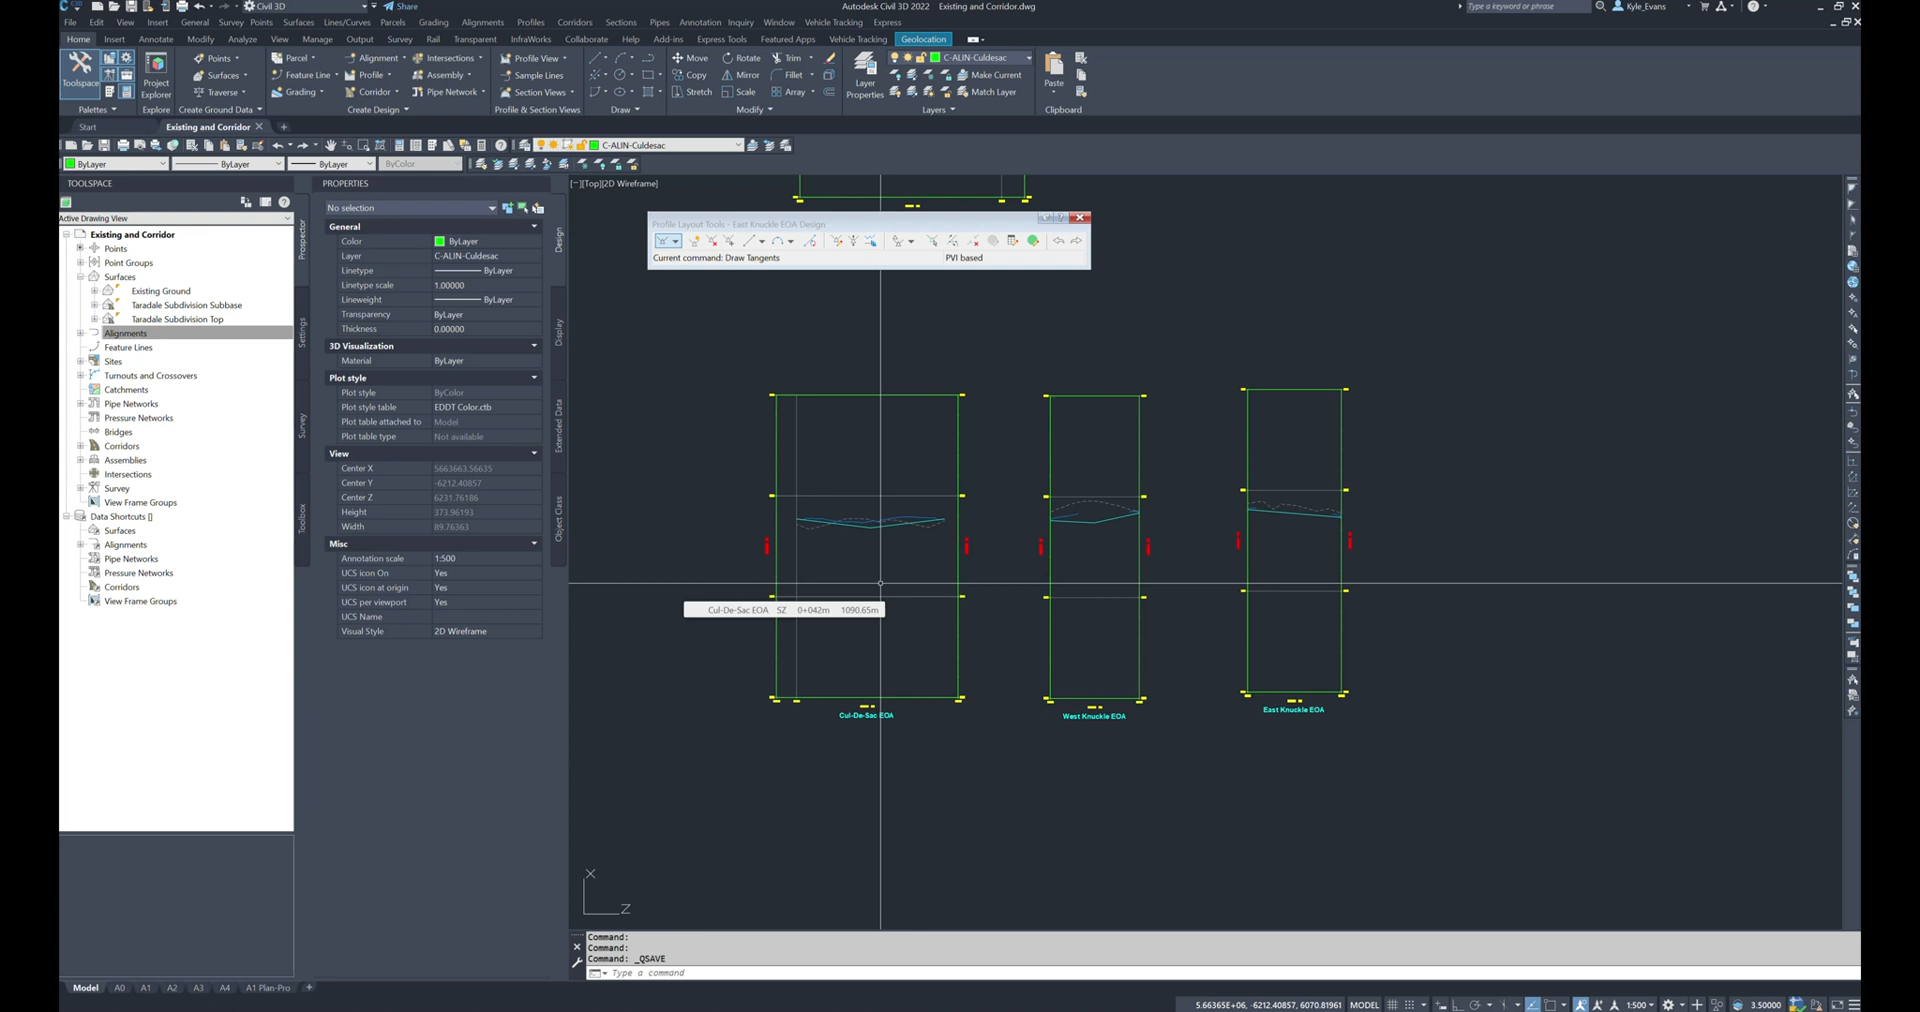 Civil 3D
Share
Autodesk Civil 3D 2022 Existing and Corridor.dwg
Type a keyword or phrase
Kyle_Evans
File Edit View Insert General Survey Points Surfaces Lines/Curves Parcels Grading Alignments Profiles Corridors Sections Pipes Annotation Inquiry Window Vehicle Tracking Express
Home Insert Annotate Modify Analyze View Manage Output Survey Rail Transparent InfraWorks Collaborate Help Add-ins Express Tools Featured Apps Vehicle Tracking Geolocation
Points Parcel Alignment Intersections Profile View Move Rotate Trim C-ALIN-Culdesac
Toolspace Project Explorer Surfaces Feature Line Profile Assembly Sample Lines Copy Mirror Fillet Layer Properties Make Current Paste
Traverse Grading Corridor Pipe Network Section Views Stretch Scale Array Match Layer
Palettes Explore Create Ground Data Create Design Profile & Section Views Draw Modify Layers Clipboard
Start Existing and Corridor
C-ALIN-Culdesac
ByLayer ByLayer ByLayer ByColor
TOOLSPACE
Active Drawing View
Existing and Corridor
Points
Point Groups
Surfaces
Existing Ground
Taradale Subdivision Subbase
Taradale Subdivision Top
Alignments
Feature Lines
Sites
Turnouts and Crossovers
Catchments
Pipe Networks
Pressure Networks
Bridges
Corridors
Assemblies
Intersections
Survey
View Frame Groups
Data Shortcuts []
Surfaces
Alignments
Pipe Networks
Pressure Networks
Corridors
View Frame Groups
Prospector
Settings
Survey
Toolbox
PROPERTIES
No selection
General
Color ByLayer
Layer C-ALIN-Culdesac
Linetype ByLayer
Linetype scale 1.00000
Lineweight ByLayer
Transparency ByLayer
Thickness 0.00000
3D Visualization
Material ByLayer
Plot style
Plot style ByColor
Plot style table EDDT Color.ctb
Plot table attached to Model
Plot table type Not available
View
Center X 5663663.56635
Center Y -6212.40857
Center Z 6231.76186
Height 373.96193
Width 89.76363
Misc
Annotation scale 1:500
UCS icon On Yes
UCS icon at origin Yes
UCS per viewport Yes
UCS Name
Visual Style 2D Wireframe
Design
Display
Extended Data
Object Class
[−][Top][2D Wireframe]
Profile Layout Tools - East Knuckle EOA Design
Current command: Draw Tangents PVI based
Cul-De-Sac EOA SZ 0+042m 1090.65m
Cul-De-Sac EOA
West Knuckle EOA
East Knuckle EOA
X
Z
Command:
Command:
Command: _QSAVE
Type a command
Model A0 A1 A2 A3 A4 A1 Plan-Pro +
5.66365E+06, -6212.40857, 6070.81961 MODEL 1:500 3.50000